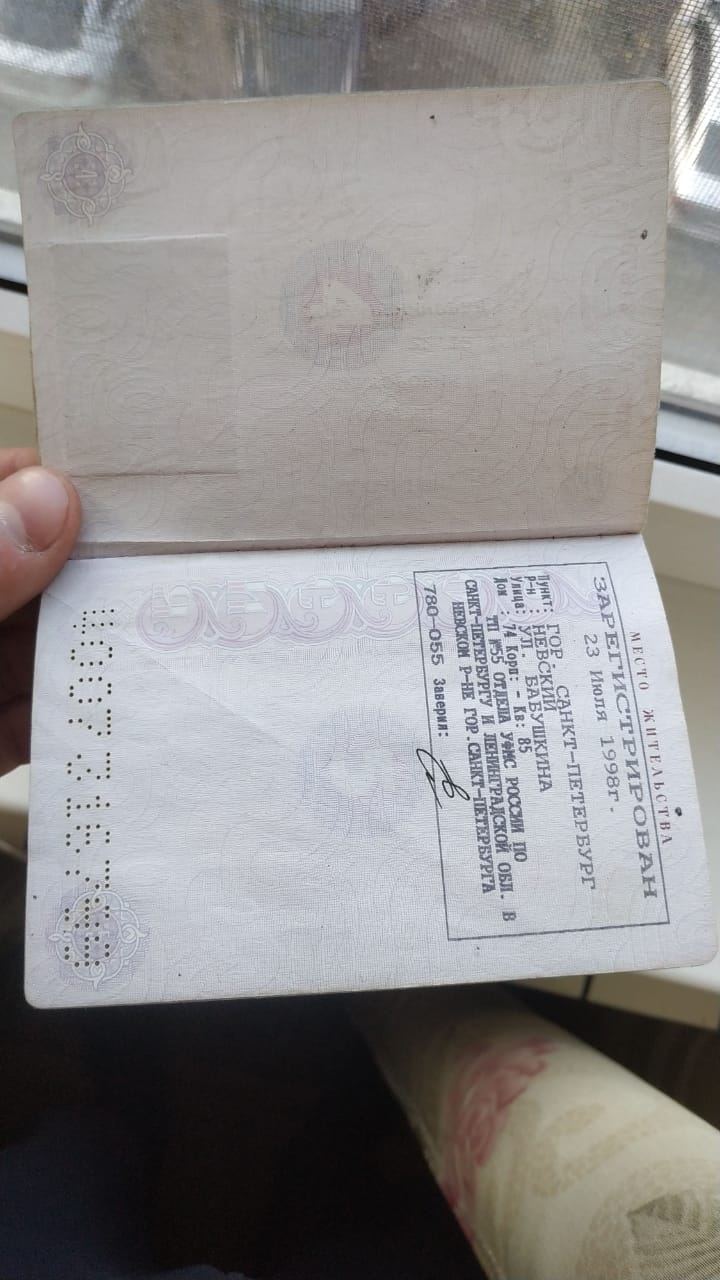 МЕСТО ЖИТЕЛЬСТВА
ЗАРЕГИСТРИРОВАН
23 Июля 1998г.
Пункт: ГОР. САНКТ-ПЕТЕРБУРГ
Р-н : НЕВСКИЙ
Улица: УЛ. БАБУШКИНА
Дом : 74 Корп: - Кв: 85
ТП №55 ОТДЕЛА УФМС РОССИИ ПО
САНКТ-ПЕТЕРБУРГУ И ЛЕНИНГРАДСКОЙ ОБЛ. В
НЕВСКОМ Р-НЕ ГОР.САНКТ-ПЕТЕРБУРГА
780-055 Заверил: